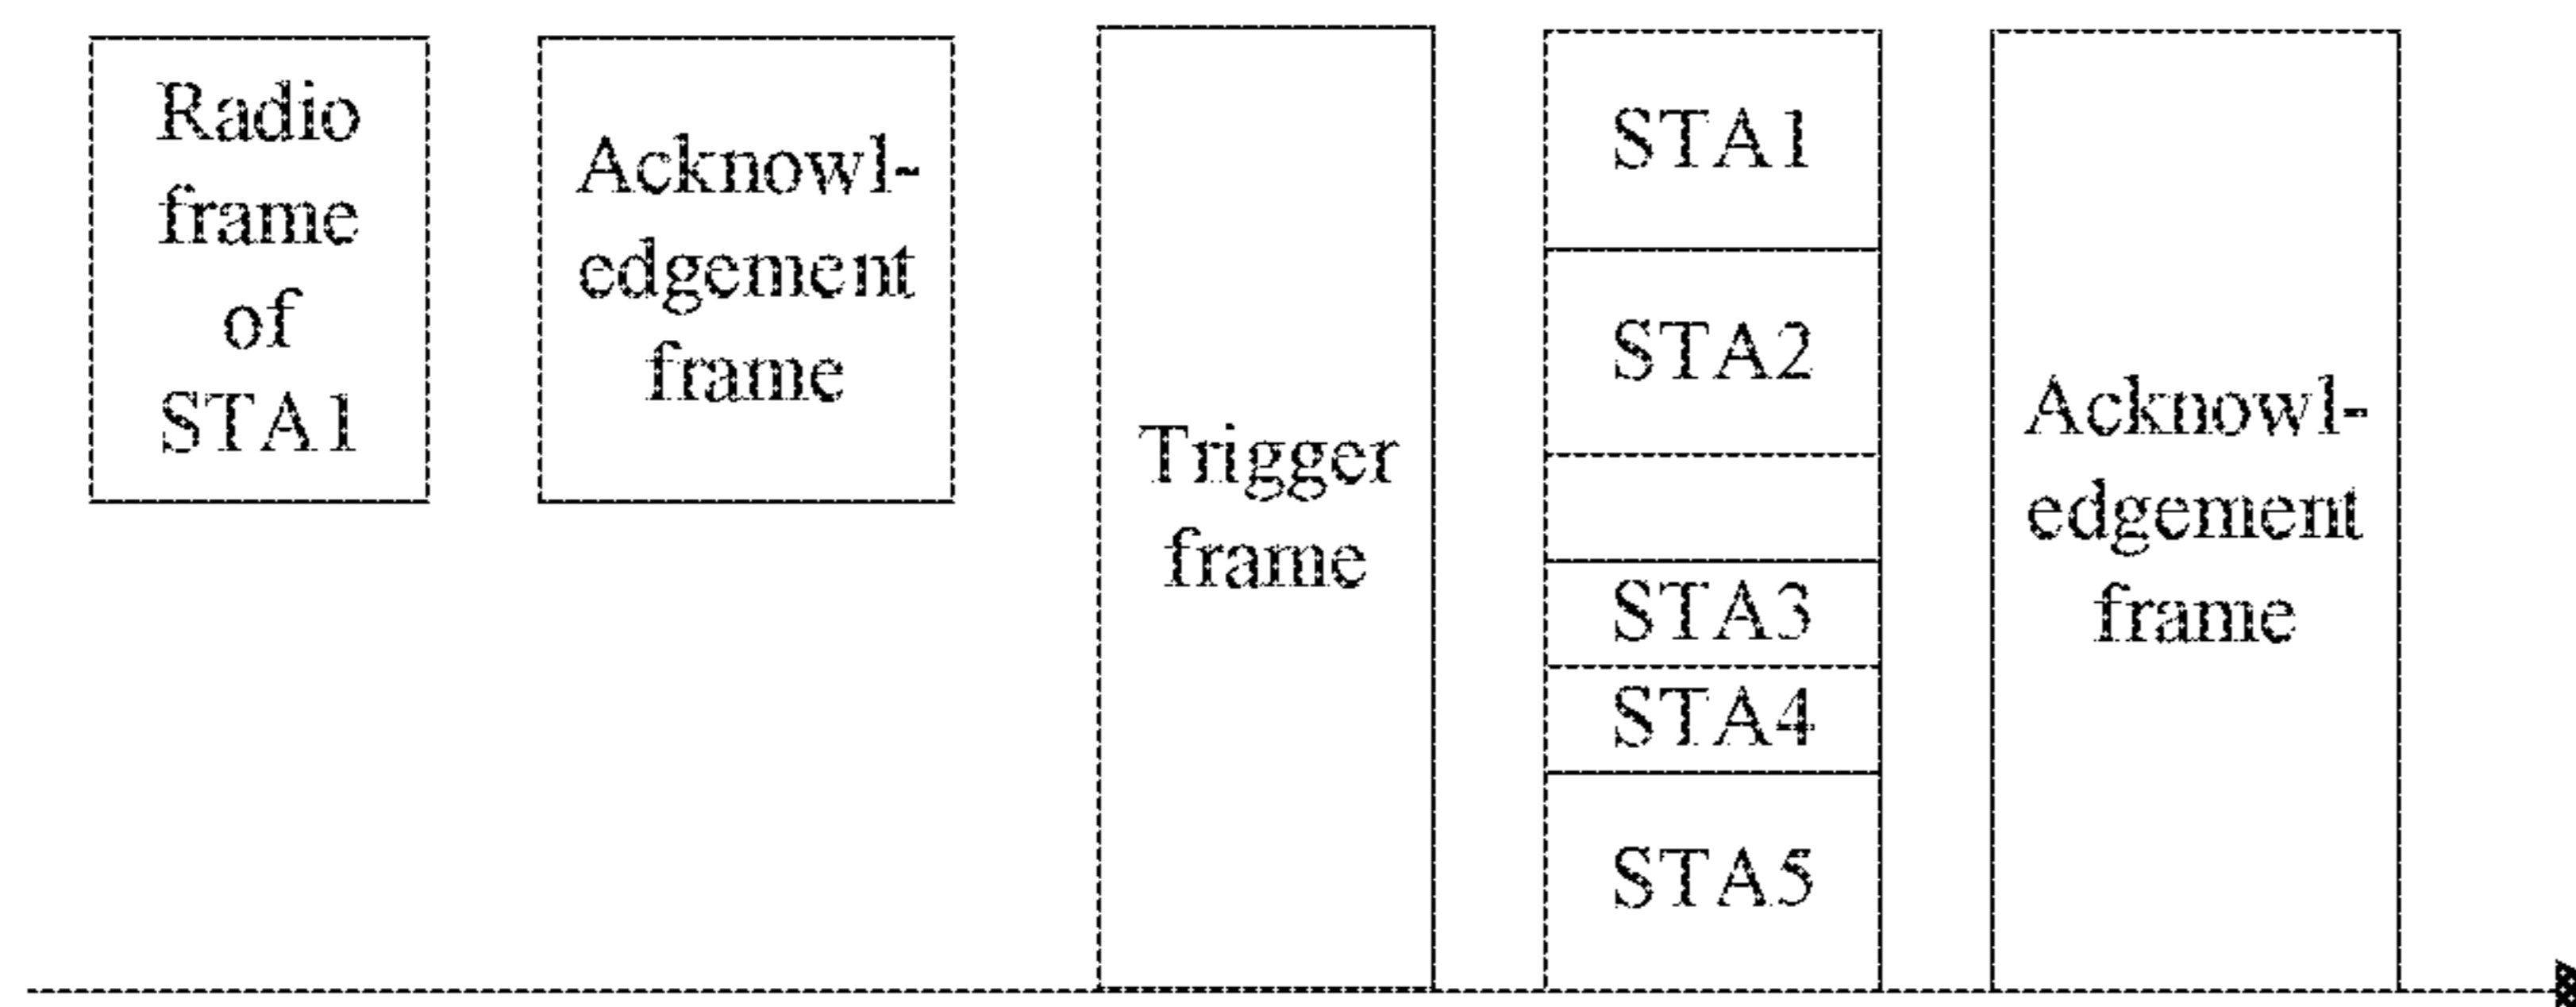 Radio
frame
of
STA1
Acknowl-
edgement
frame
Trigger
frame
STA1
STA2
STA3
STA4
STA5
Acknowl-
edgement
frame